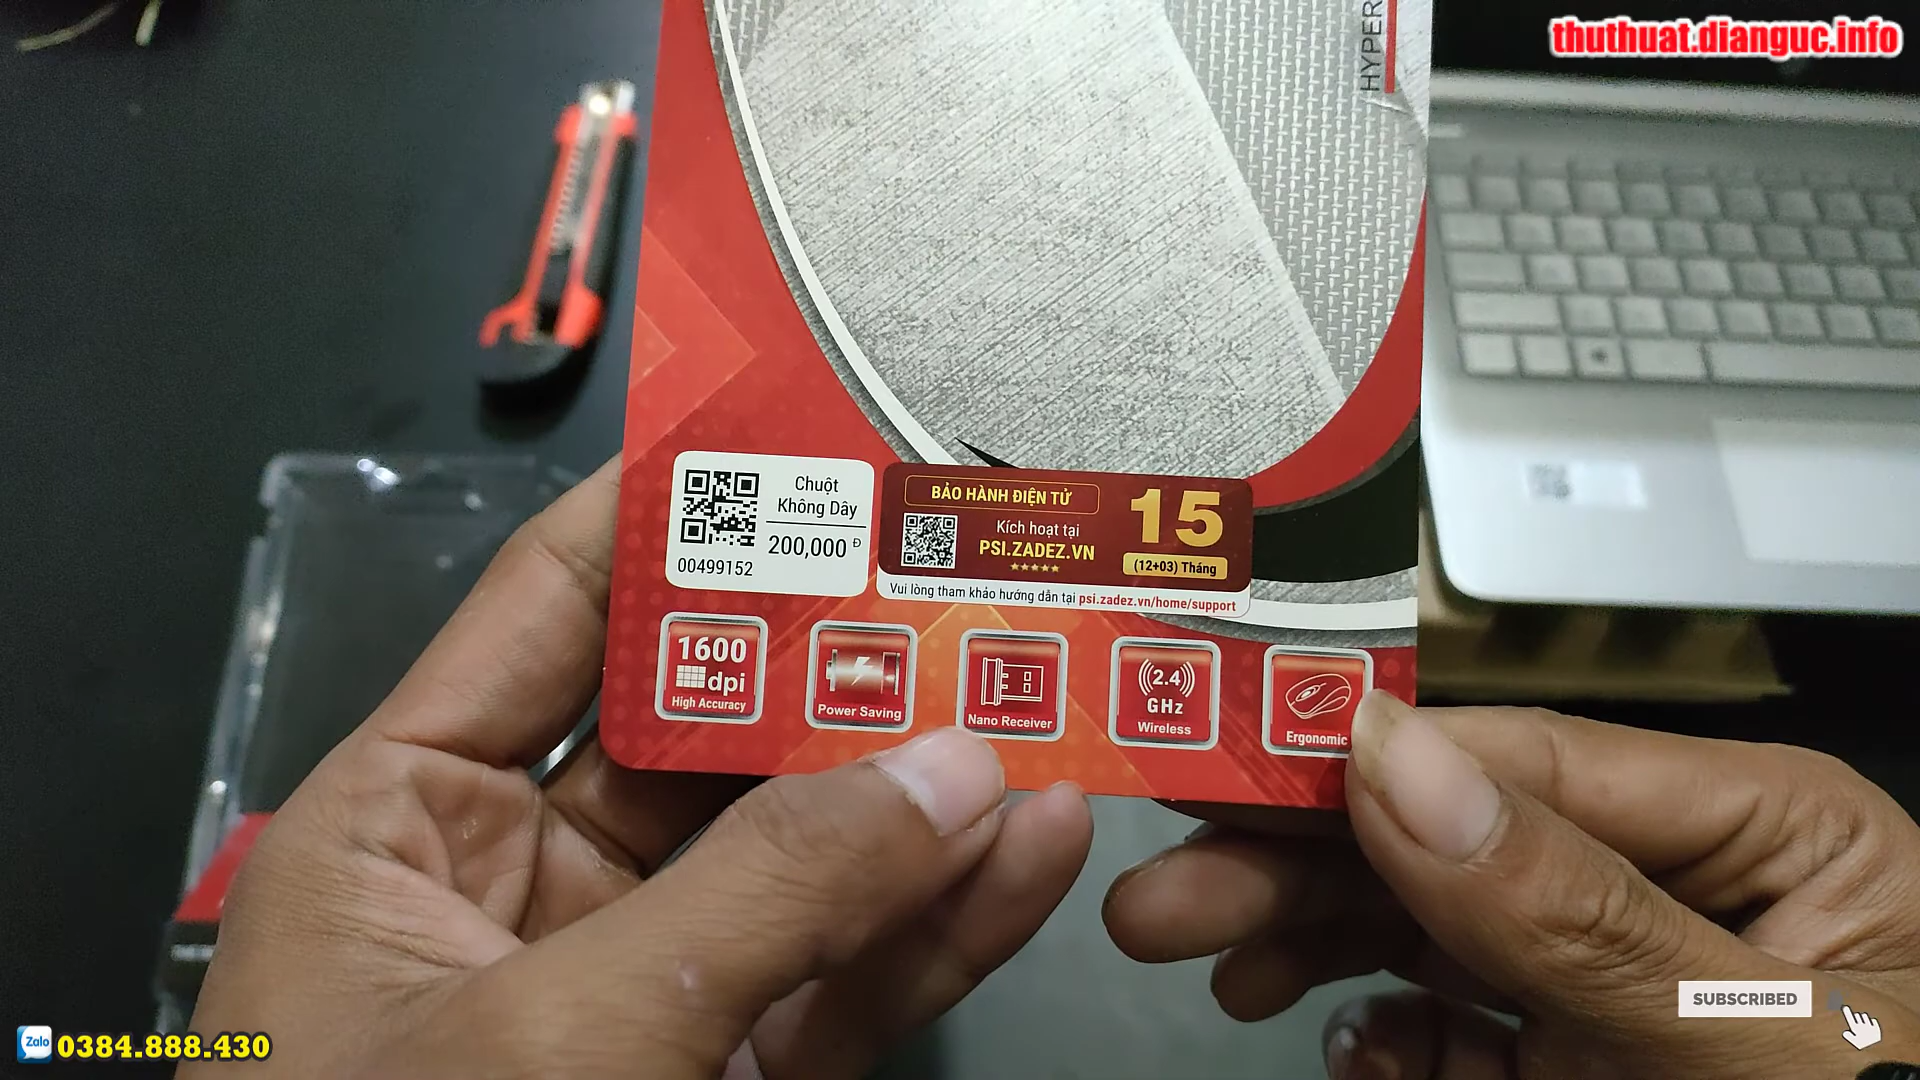 thuthuat.dianguc.info
HYPER
Chuột
Không Dây
200,000 Đ
00499152
BẢO HÀNH ĐIỆN TỬ
Kích hoạt tại
PSI.ZADEZ.VN
15
(12+03) Tháng
Vui lòng tham khảo hướng dẫn tại psi.zadez.vn/home/support
1600
dpi
High Accuracy
Power Saving
Nano Receiver
2.4
GHz
Wireless
Ergonomic
SUBSCRIBED
Zalo
0384.888.430